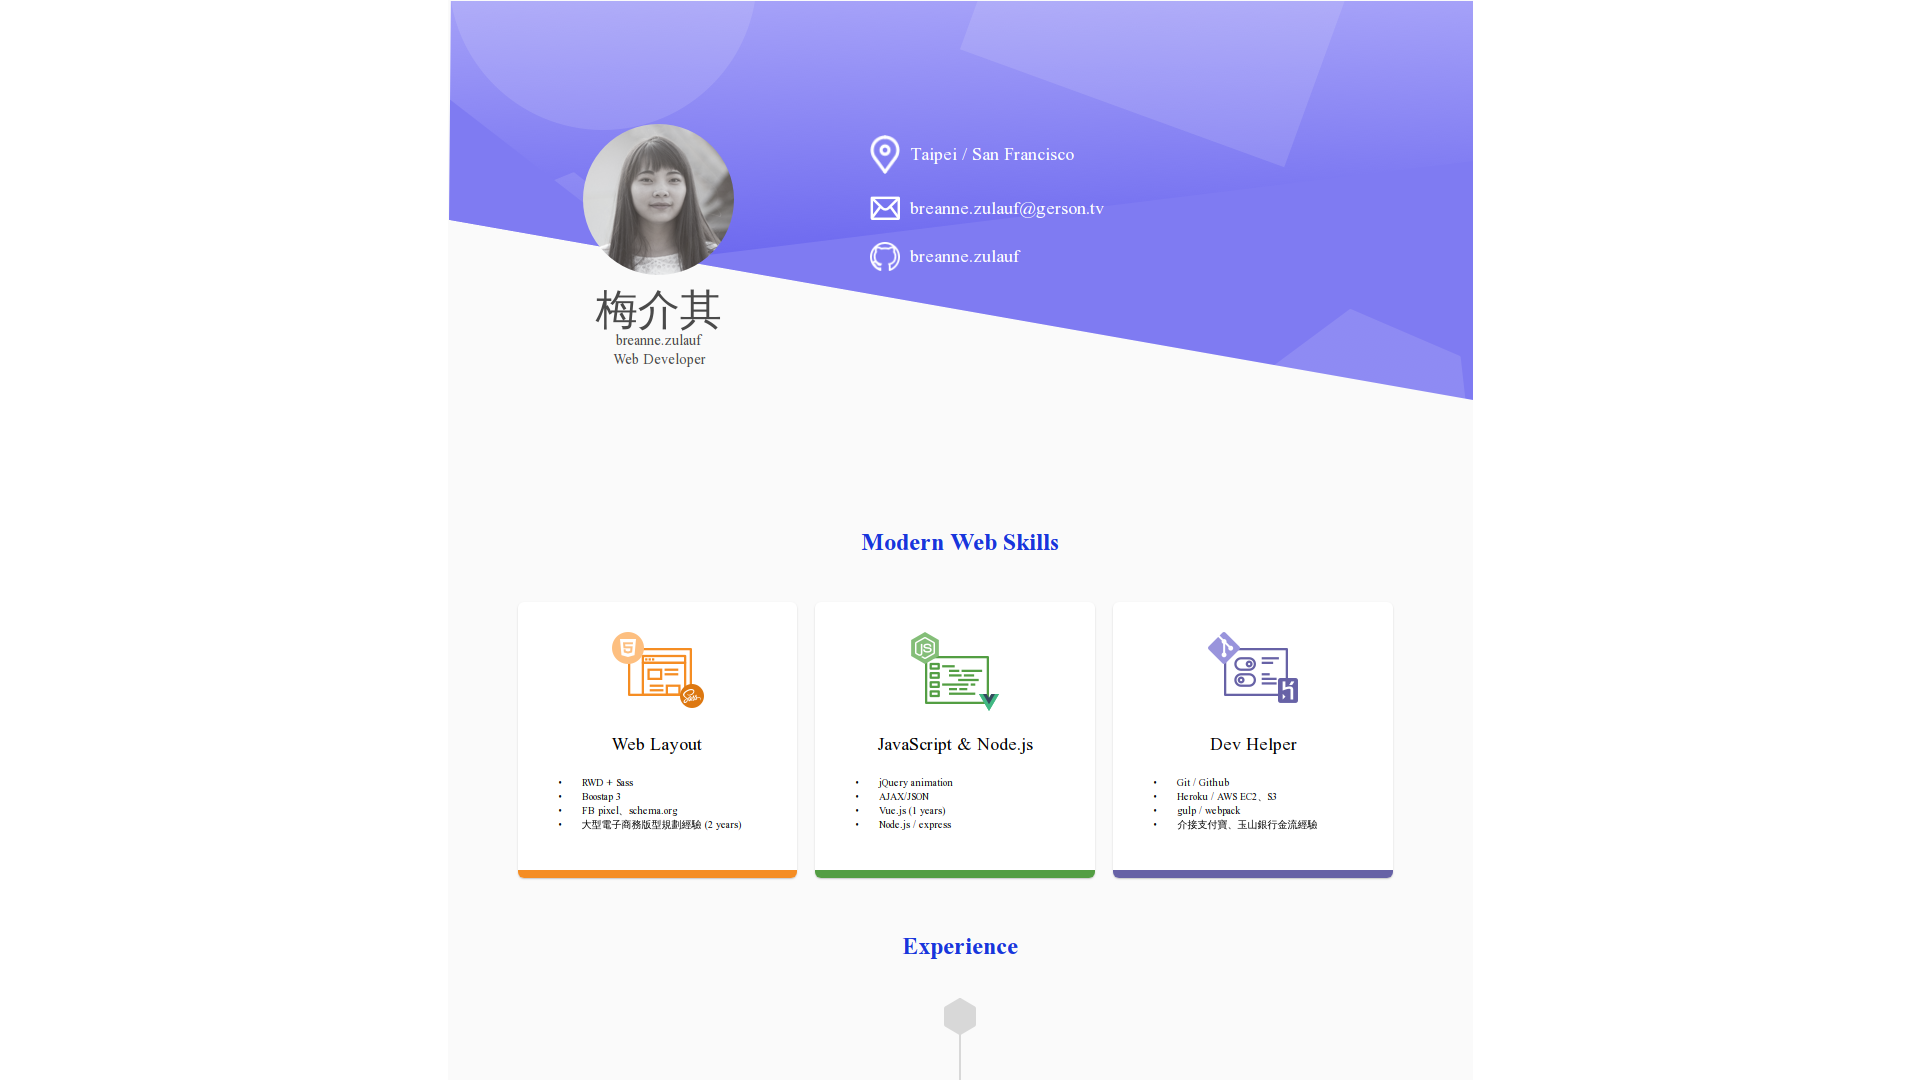 Taipei / San Francisco
breanne.zulauf@gerson.tv
breanne.zulauf
梅介其
breanne.zulauf
Web Developer
Modern Web Skills
Web Layout
• RWD + Sass
• Boostap 3
• FB pixel、schema.org
• 大型電子商務版型規劃經驗 (2 years)
JS
JavaScript & Node.js
• jQuery animation
• AJAX/JSON
• Vue.js (1 years)
• Node.js / express
Dev Helper
• Git / Github
• Heroku / AWS EC2、S3
• gulp / webpack
• 介接支付寶、玉山銀行金流經驗
Experience